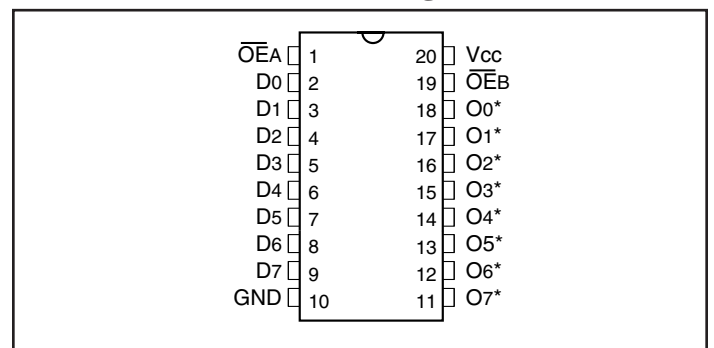 OEA 1 20 Vcc
D0 2 19 OEB
D1 3 18 O0*
D2 4 17 O1*
D3 5 16 O2*
D4 6 15 O3*
D5 7 14 O4*
D6 8 13 O5*
D7 9 12 O6*
GND 10 11 O7*